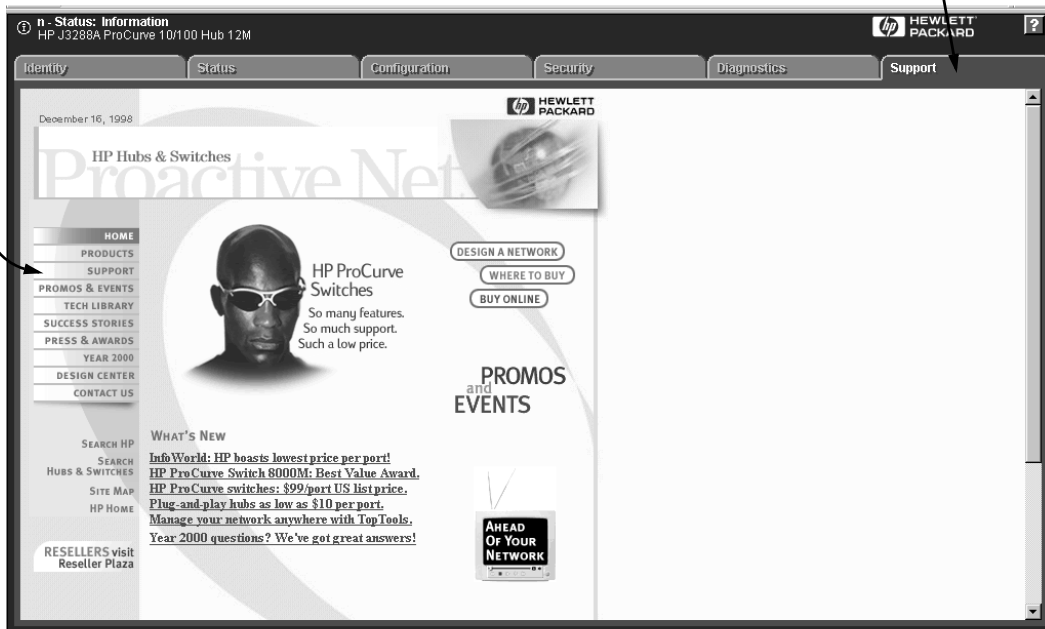 n - Status: Information
HP J3288A ProCurve 10/100 Hub 12M
hp HEWLETT
PACKARD
?
Identity
Status
Configuration
Security
Diagnostics
Support
hp HEWLETT
PACKARD
December 16, 1998
HP Hubs & Switches
Proactive Net
HOME
PRODUCTS
SUPPORT
PROMOS & EVENTS
TECH LIBRARY
SUCCESS STORIES
PRESS & AWARDS
YEAR 2000
DESIGN CENTER
CONTACT US
SEARCH HP
SEARCH
HUBS & SWITCHES
SITE MAP
HP HOME
RESELLERS visit
Reseller Plaza
HP ProCurve
Switches
So many features.
So much support.
Such a low price.
DESIGN A NETWORK
WHERE TO BUY
BUY ONLINE
PROMOS
and
EVENTS
WHAT'S NEW
InfoWorld: HP boasts lowest price per port!
HP ProCurve Switch 8000M: Best Value Award.
HP ProCurve switches: $99/port US list price.
Plug-and-play hubs as low as $10 per port.
Manage your network anywhere with TopTools.
Year 2000 questions? We've got great answers!
AHEAD
OF YOUR
NETWORK